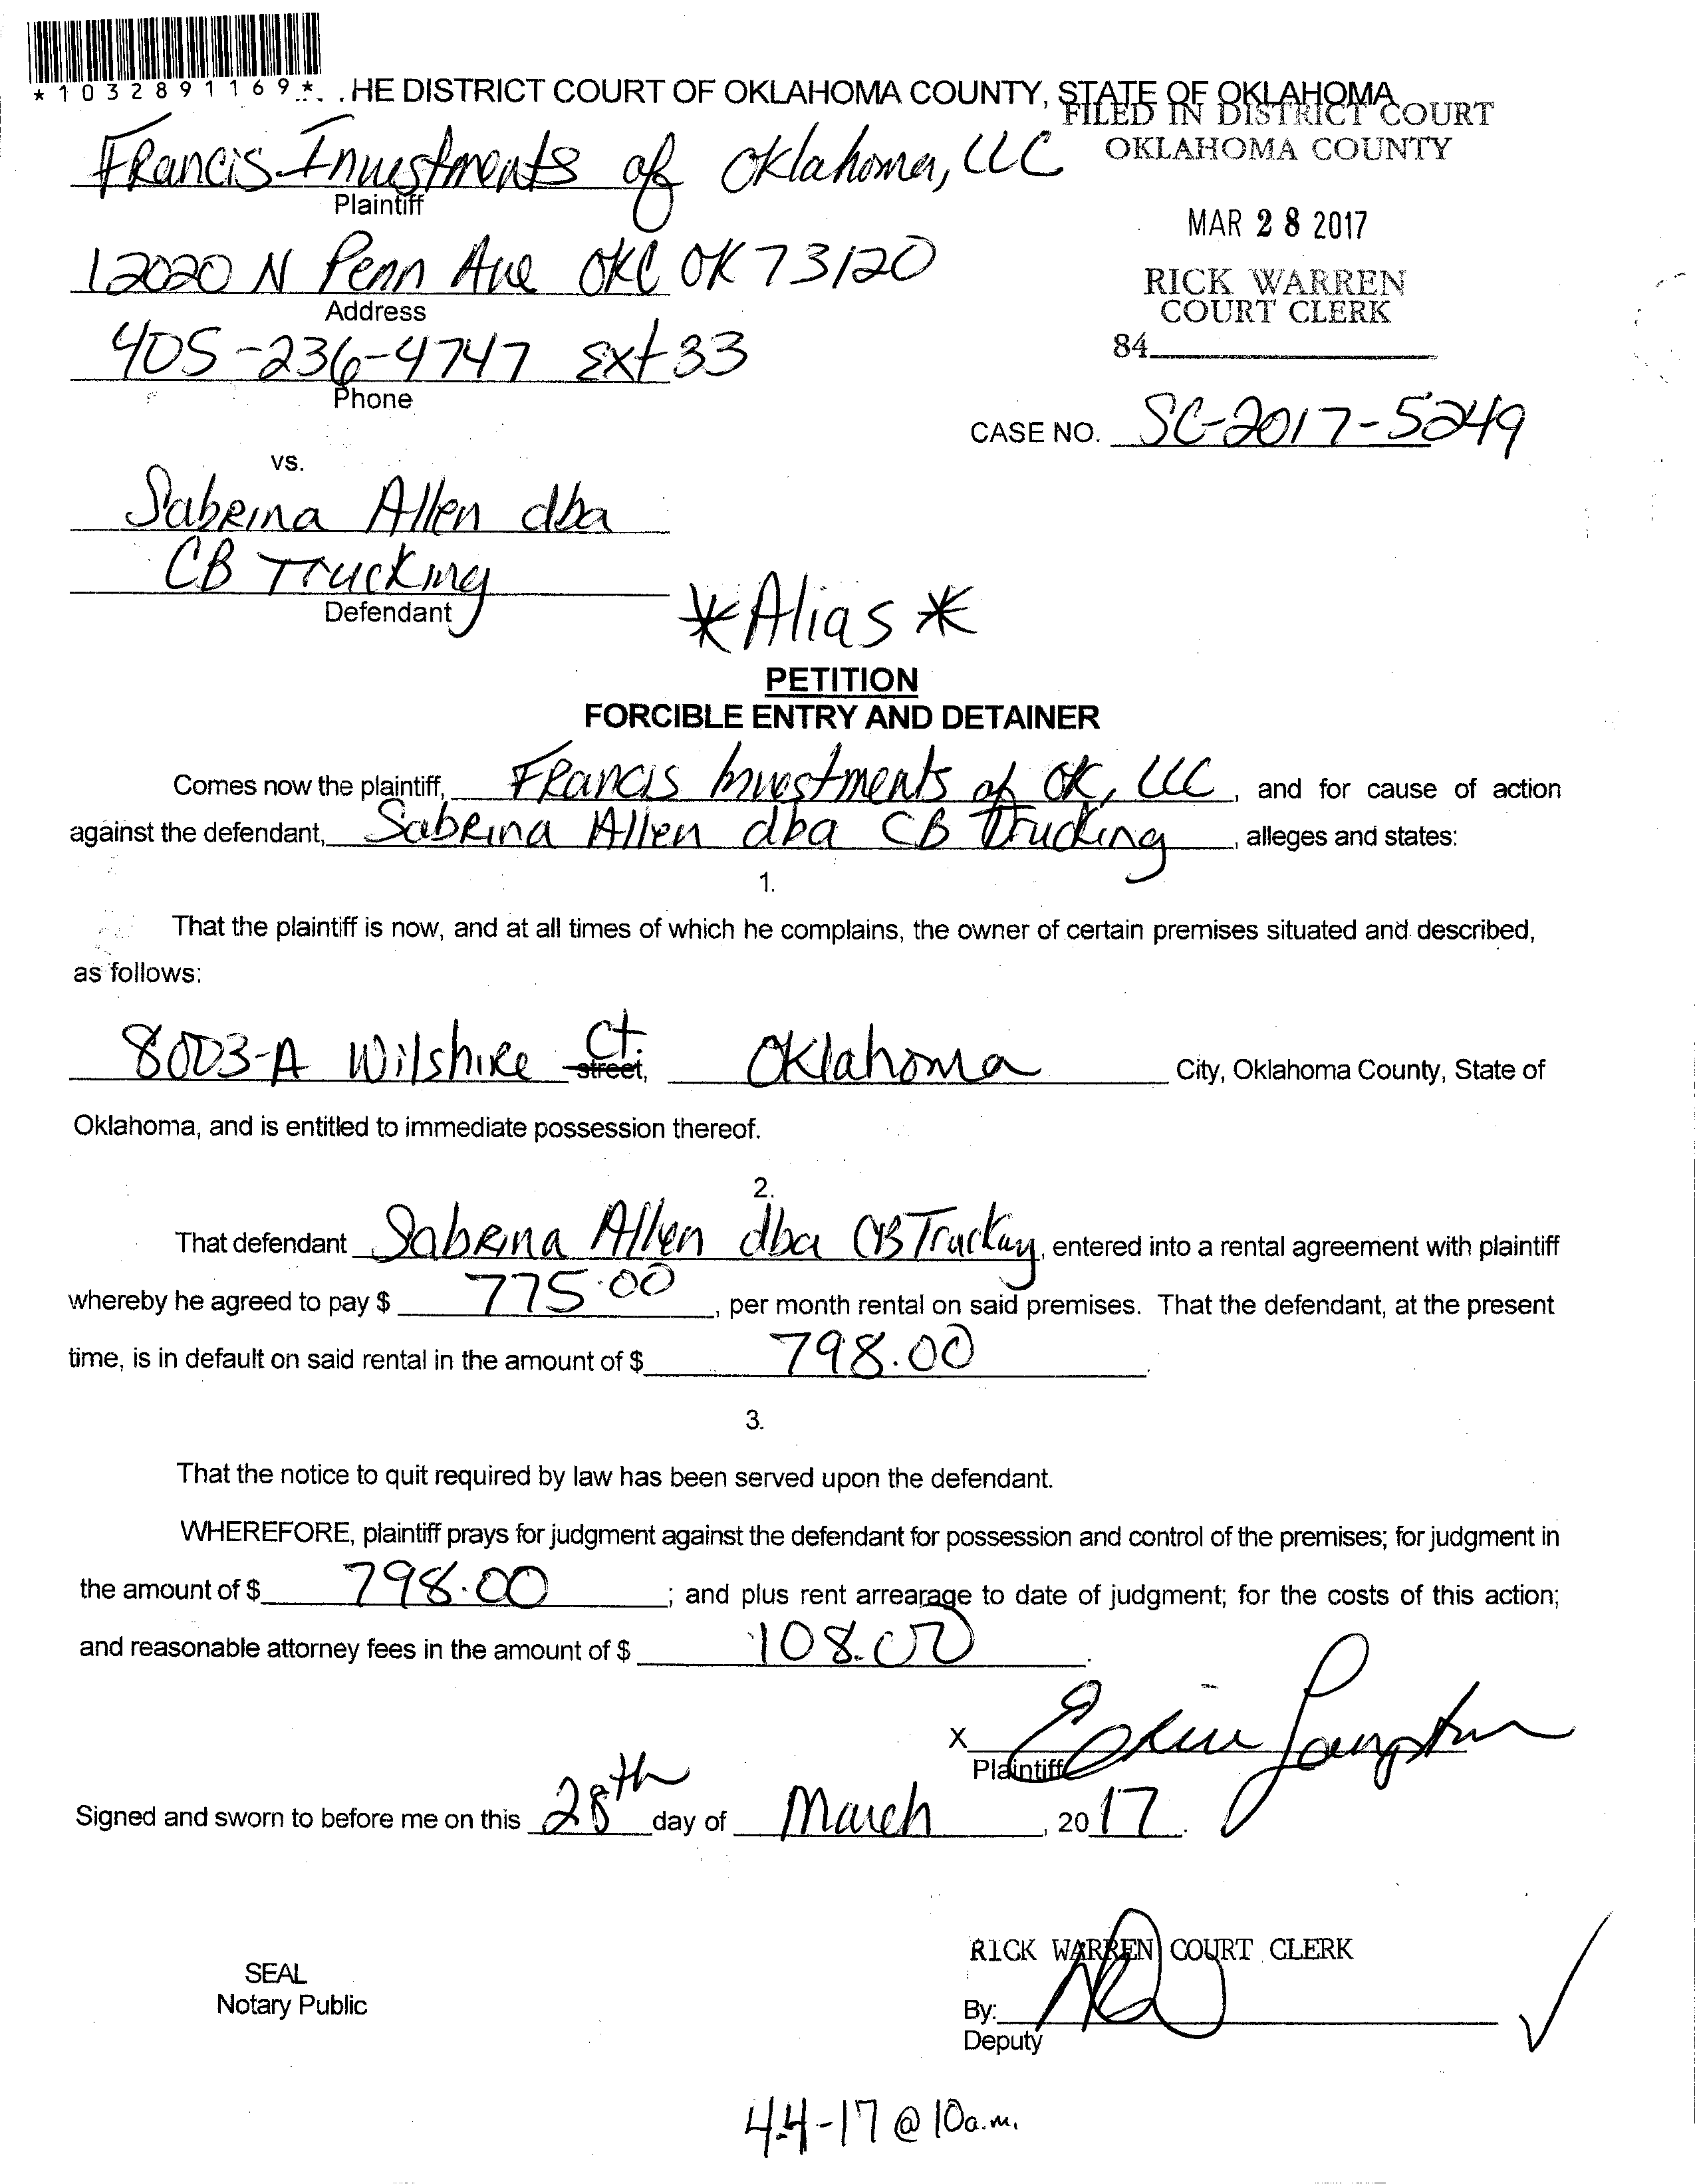 *1032891169*. .HE DISTRICT COURT OF OKLAHOMA COUNTY, STATE OF OKLAHOMA
FILED IN DISTRICT COURT
OKLAHOMA COUNTY
Francis Investments of Oklahoma, LLC
Plaintiff
MAR 28 2017
12020 N Penn Ave OKC OK 73120
Address
RICK WARREN
COURT CLERK
405-236-4747 ext 33
Phone
84
CASE NO. SC-2017-5249
vs.
Sabrina Allen dba
CB Trucking
Defendant
*Alias*
PETITION
FORCIBLE ENTRY AND DETAINER
Comes now the plaintiff, Francis Investments of OK, LLC, and for cause of action
against the defendant, Sabrina Allen dba CB Trucking, alleges and states:
1.
That the plaintiff is now, and at all times of which he complains, the owner of certain premises situated and described,
as follows:
8003-A Wilshire Ct. street, Oklahoma City, Oklahoma County, State of
Oklahoma, and is entitled to immediate possession thereof.
2.
That defendant Sabrina Allen dba CB Trucking, entered into a rental agreement with plaintiff
whereby he agreed to pay $ 775.00, per month rental on said premises. That the defendant, at the present
time, is in default on said rental in the amount of $ 798.00.
3.
That the notice to quit required by law has been served upon the defendant.
WHEREFORE, plaintiff prays for judgment against the defendant for possession and control of the premises; for judgment in
the amount of $ 798.00; and plus rent arrearage to date of judgment; for the costs of this action;
and reasonable attorney fees in the amount of $ 108.00.
X
Plaintiff
Signed and sworn to before me on this 28th day of March, 2017.
RICK WARREN COURT CLERK
SEAL
Notary Public
By:
Deputy
4-4-17 @ 10a.m.